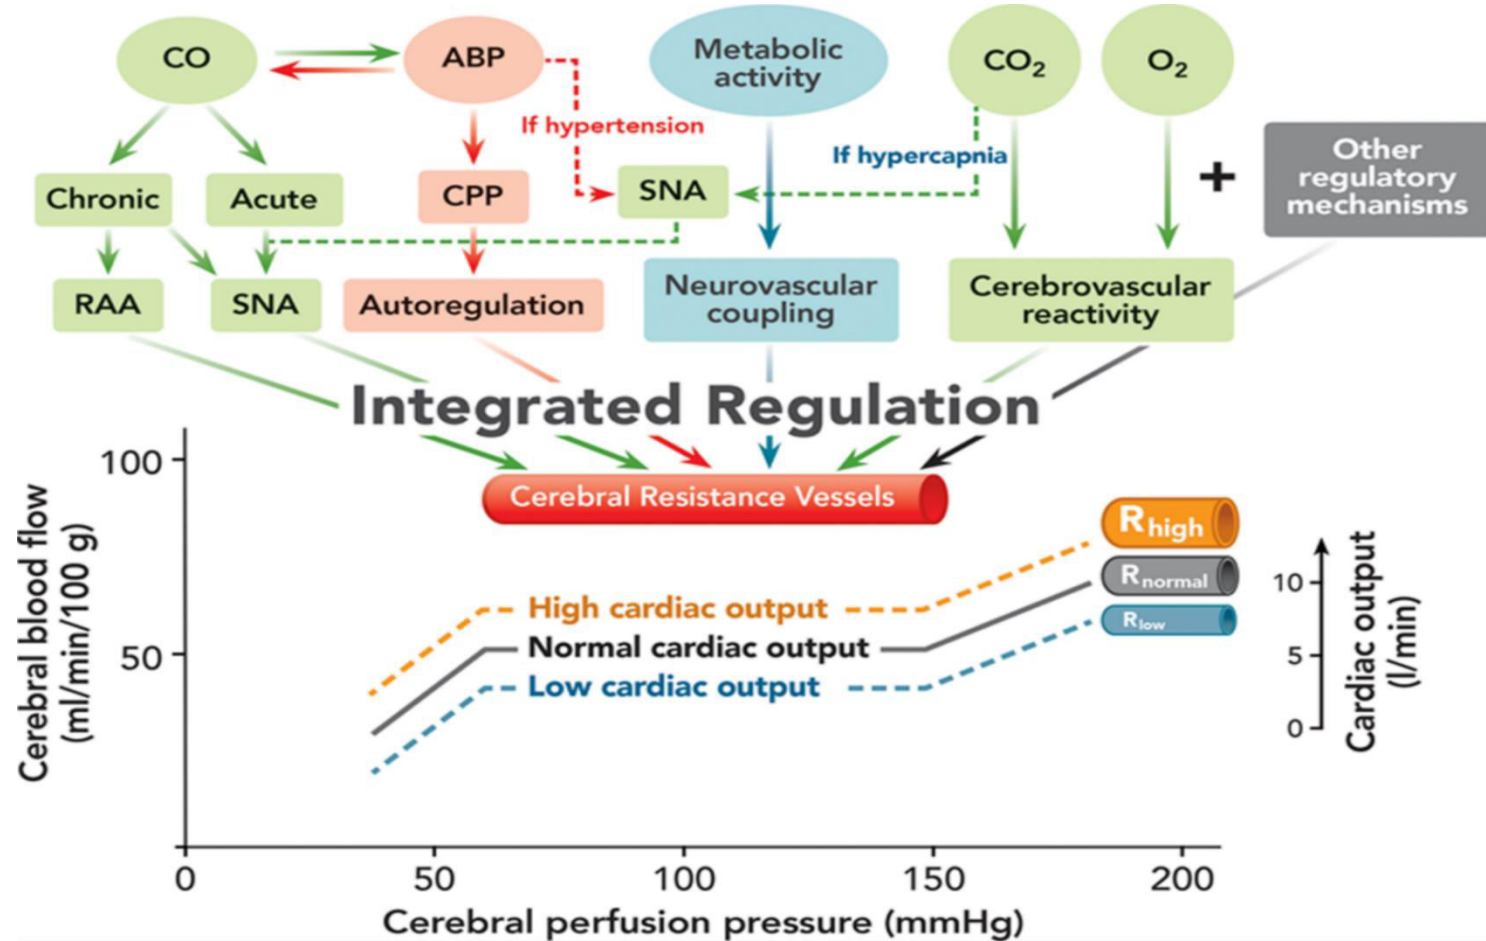 CO
ABP
Metabolic
activity
CO₂
O₂
If hypertension
If hypercapnia
Other
regulatory
mechanisms
+
Chronic
Acute
CPP
SNA
RAA
SNA
Autoregulation
Neurovascular
coupling
Cerebrovascular
reactivity
Integrated Regulation
Cerebral Resistance Vessels
Cerebral blood flow
(ml/min/100 g)
100
50
High cardiac output
Normal cardiac output
Low cardiac output
R high
R normal
R low
10
5
0
Cardiac output
(l/min)
0
50
100
150
200
Cerebral perfusion pressure (mmHg)